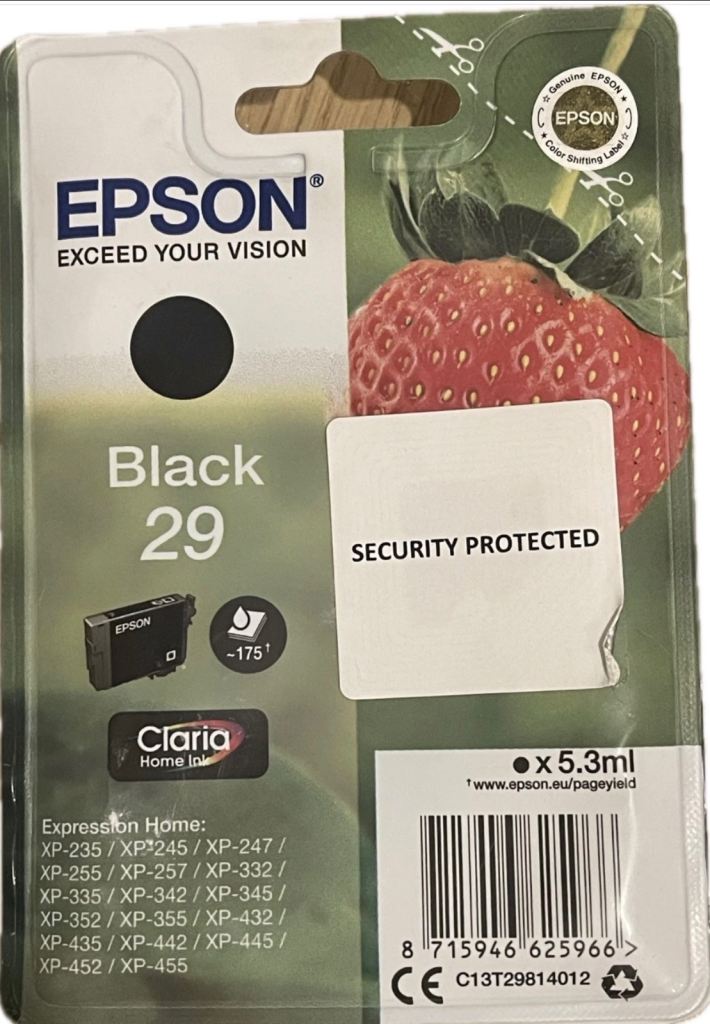 Genuine EPSON
EPSON
Color Shifting Label
EPSON®
EXCEED YOUR VISION
Black
29
SECURITY PROTECTED
EPSON
~175†
Claria
Home Ink
● x 5.3ml
†www.epson.eu/pageyield
Expression Home:
XP-235 / XP-245 / XP-247 /
XP-255 / XP-257 / XP-332 /
XP-335 / XP-342 / XP-345 /
XP-352 / XP-355 / XP-432 /
XP-435 / XP-442 / XP-445 /
XP-452 / XP-455
8 715946 625966 >
CE C13T29814012